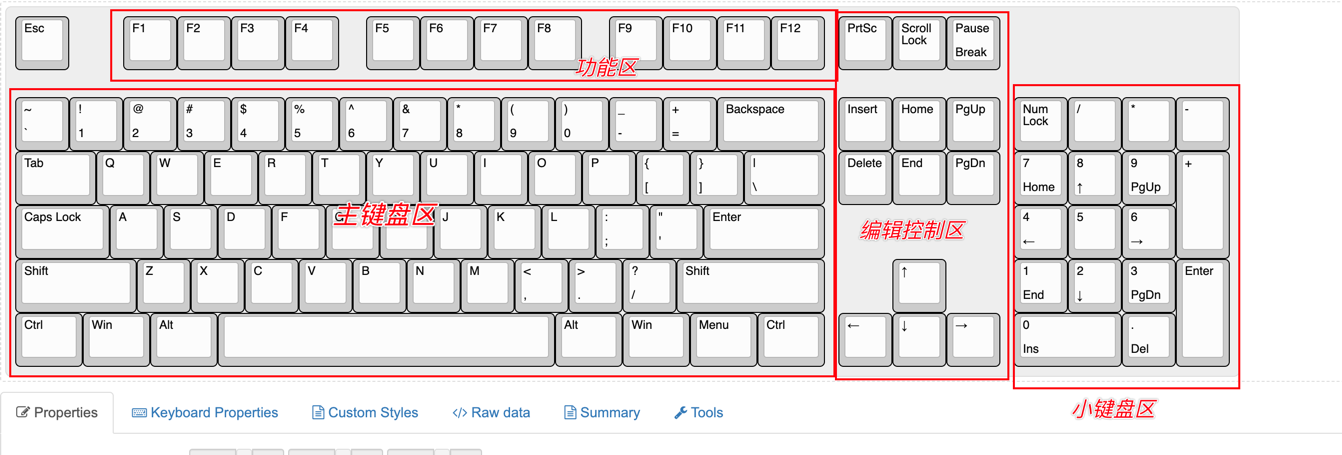 Esc F1 F2 F3 F4 F5 F6 F7 F8 F9 F10 F11 F12 PrtSc Scroll Lock Pause Break
功能区
~ ! @ # $ % ^ & * ( ) _ + Backspace Insert Home PgUp Num Lock / * -
` 1 2 3 4 5 6 7 8 9 0 - =
Tab Q W E R T Y U I O P { } | Delete End PgDn 7 8 9 +
[ ] \ Home ↑ PgUp
Caps Lock A S D F J K L : " Enter 4 5 6
; ' ← →
主键盘区
编辑控制区
Shift Z X C V B N M < > ? Shift ↑ 1 2 3 Enter
, . / End ↓ PgDn
Ctrl Win Alt Alt Win Menu Ctrl ← ↓ → 0 .
Ins Del
小键盘区
Properties Keyboard Properties Custom Styles </> Raw data Summary Tools